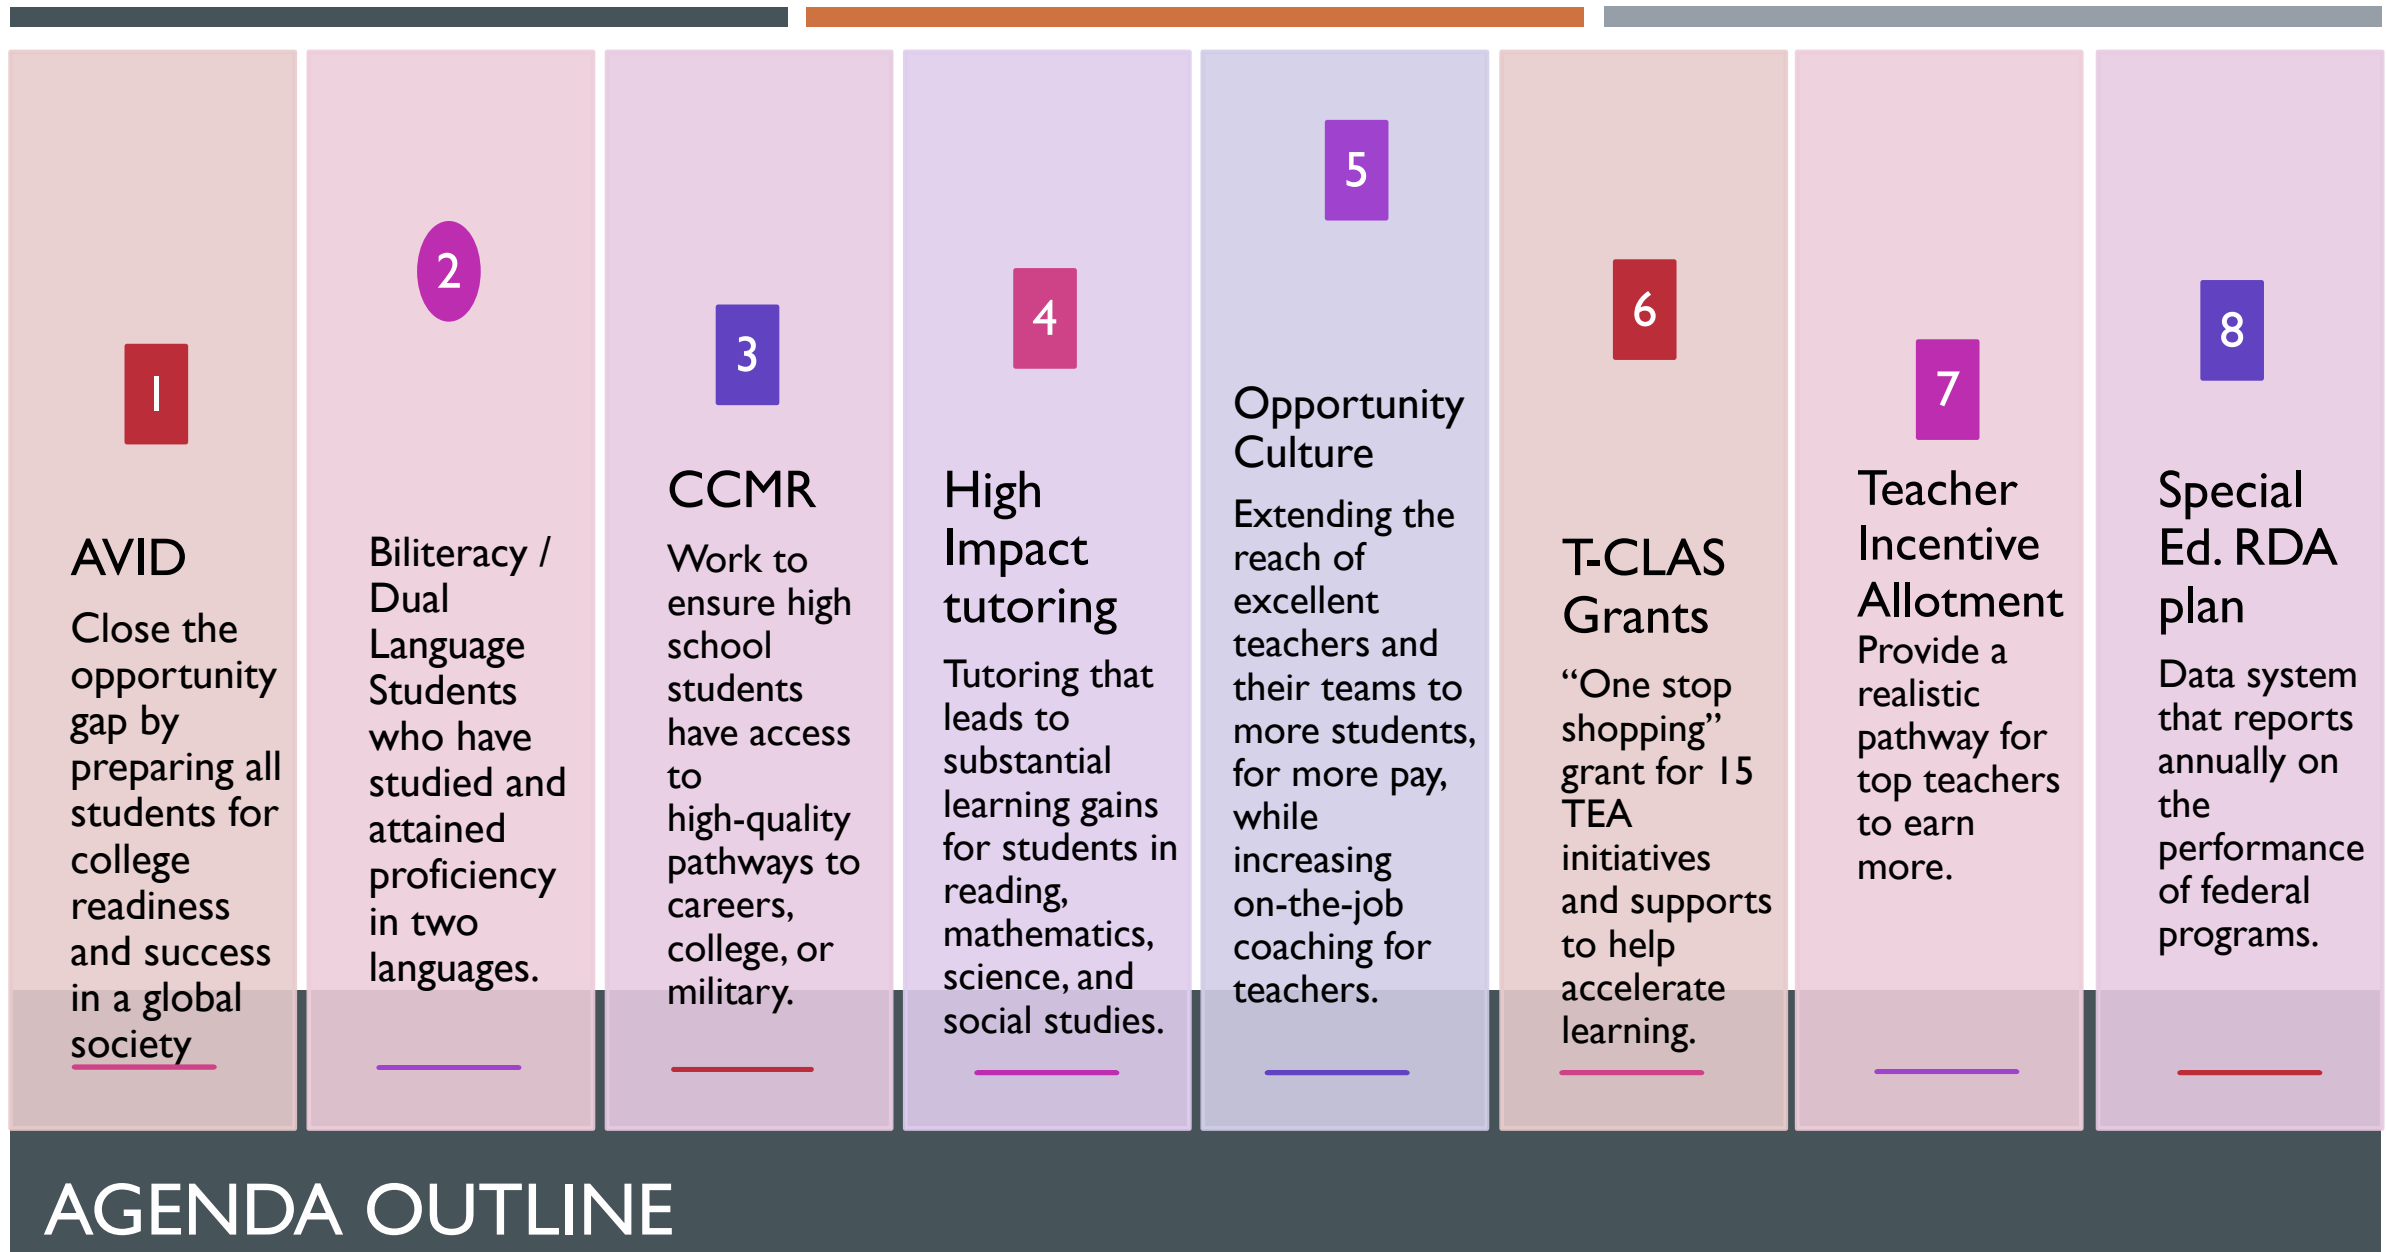 1
AVID
Close the
opportunity
gap by
preparing all
students for
college
readiness
and success
in a global
society
2
Biliteracy /
Dual
Language
Students
who have
studied and
attained
proficiency
in two
languages.
3
CCMR
Work to
ensure high
school
students
have access
to
high-quality
pathways to
careers,
college, or
military.
4
High
Impact
tutoring
Tutoring that
leads to
substantial
learning gains
for students in
reading,
mathematics,
science, and
social studies.
5
Opportunity
Culture
Extending the
reach of
excellent
teachers and
their teams to
more students,
for more pay,
while
increasing
on-the-job
coaching for
teachers.
6
T-CLAS
Grants
“One stop
shopping”
grant for 15
TEA
initiatives
and supports
to help
accelerate
learning.
7
Teacher
Incentive
Allotment
Provide a
realistic
pathway for
top teachers
to earn
more.
8
Special
Ed. RDA
plan
Data system
that reports
annually on
the
performance
of federal
programs.
AGENDA OUTLINE